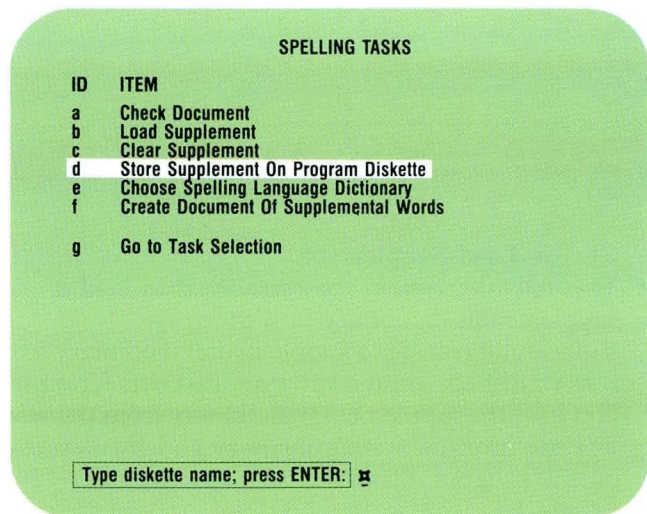 SPELLING TASKS
ID ITEM
a Check Document
b Load Supplement
c Clear Supplement
d Store Supplement On Program Diskette
e Choose Spelling Language Dictionary
f Create Document Of Supplemental Words
g Go to Task Selection
Type diskette name; press ENTER: ¤